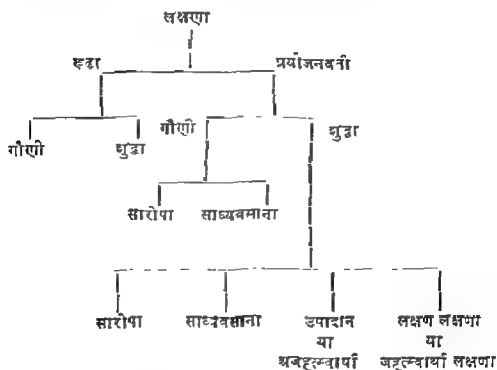 लक्षणा
रूढा प्रयोजनवती
गौणी शुद्धा गौणी शुद्धा
सारोपा साध्यवसाना
सारोपा साध्यवसाना उपादान लक्षण लक्षणा
या या
अजहत्स्वार्था जहत्स्वार्था लक्षणा